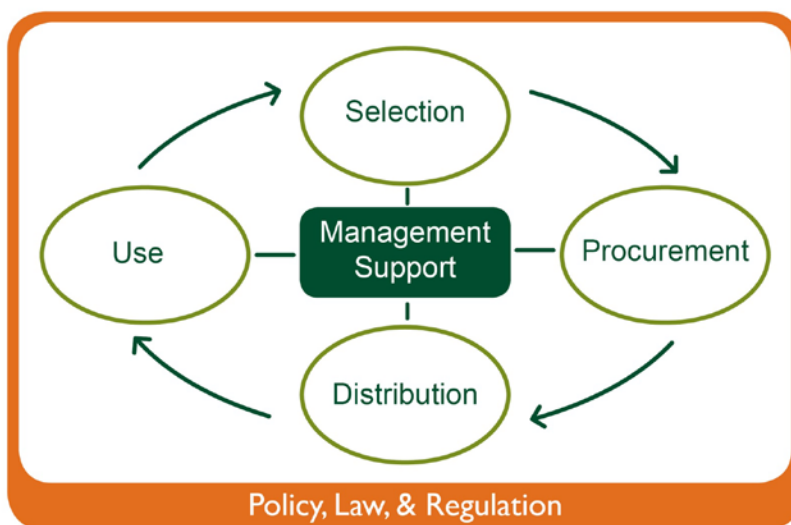 Selection
Use
Management
Support
Procurement
Distribution
Policy, Law, & Regulation